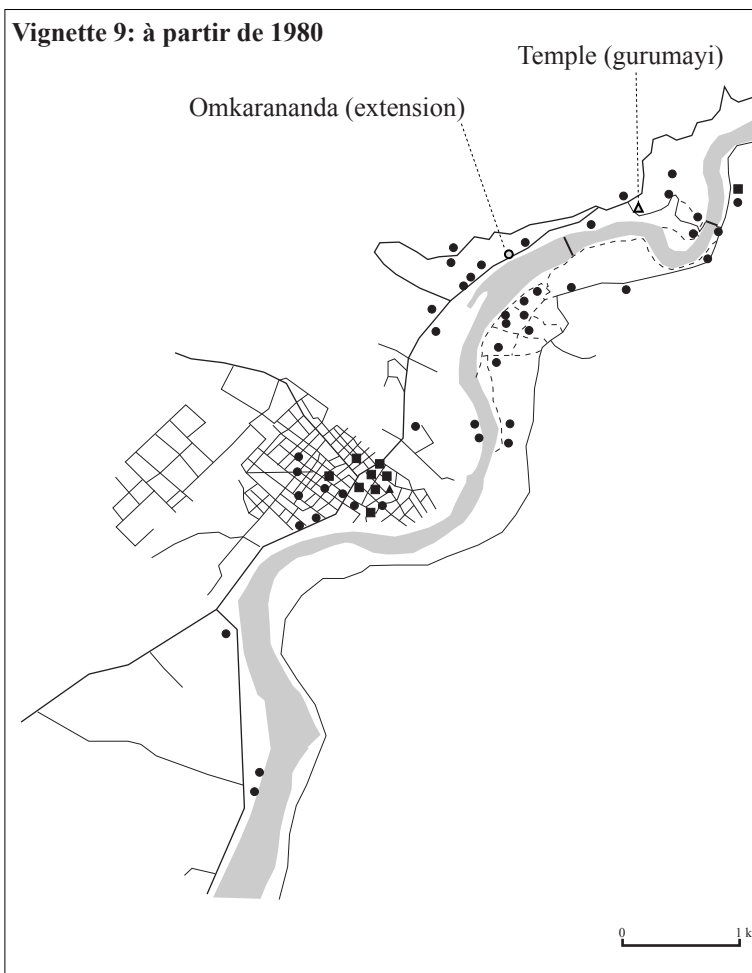 Vignette 9: à partir de 1980
Temple (gurumayi)
Omkarananda (extension)
0 1 k